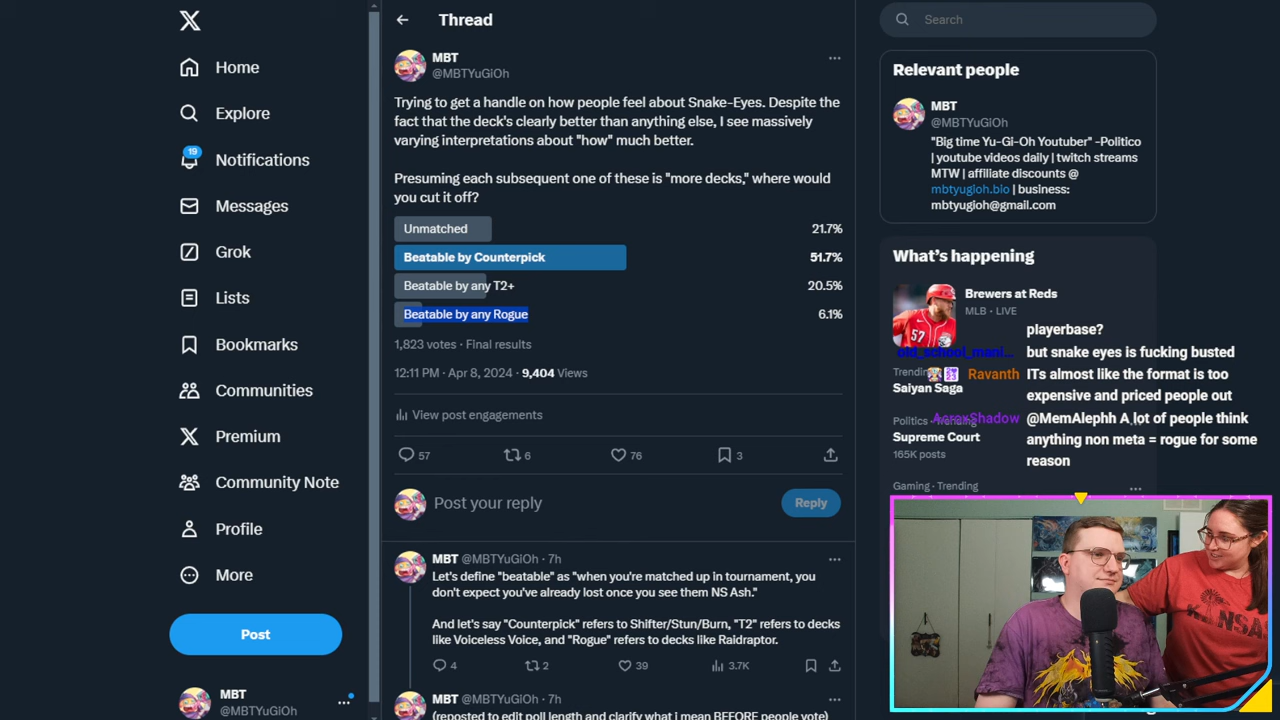 Home
Explore
19
Notifications
Messages
Grok
Lists
Bookmarks
Communities
Premium
Community Note
Profile
More
Post
MBT
@MBTYuGiOh
Thread
MBT
@MBTYuGiOh
Trying to get a handle on how people feel about Snake-Eyes. Despite the
fact that the deck's clearly better than anything else, I see massively
varying interpretations about "how" much better.
Presuming each subsequent one of these is "more decks," where would
you cut it off?
Unmatched 21.7%
Beatable by Counterpick 51.7%
Beatable by any T2+ 20.5%
Beatable by any Rogue 6.1%
1,823 votes · Final results
12:11 PM · Apr 8, 2024 · 9,404 Views
View post engagements
57 6 76 3
Post your reply
Reply
MBT @MBTYuGiOh · 7h
Let's define "beatable" as "when you're matched up in tournament, you
don't expect you've already lost once you see them NS Ash."
And let's say "Counterpick" refers to Shifter/Stun/Burn, "T2" refers to decks
like Voiceless Voice, and "Rogue" refers to decks like Raidraptor.
4 2 39 3.7K
MBT @MBTYuGiOh · 7h
(reposted to edit poll length and clarify what i mean BEFORE people vote)
Search
Relevant people
MBT
@MBTYuGiOh
"Big time Yu-Gi-Oh Youtuber" -Politico
| youtube videos daily | twitch streams
MTW | affiliate discounts @
mbtyugioh.bio | business:
mbtyugioh@gmail.com
What's happening
Brewers at Reds
MLB · LIVE
Trending
Saiyan Saga
Politics · Trending
Supreme Court
165K posts
Gaming · Trending
playerbase?
old_school_mani... but snake eyes is fucking busted
Ravanth ITs almost like the format is too
expensive and priced people out
AcroxShadow @MemAlephh A lot of people think
anything non meta = rogue for some
reason
KANSA